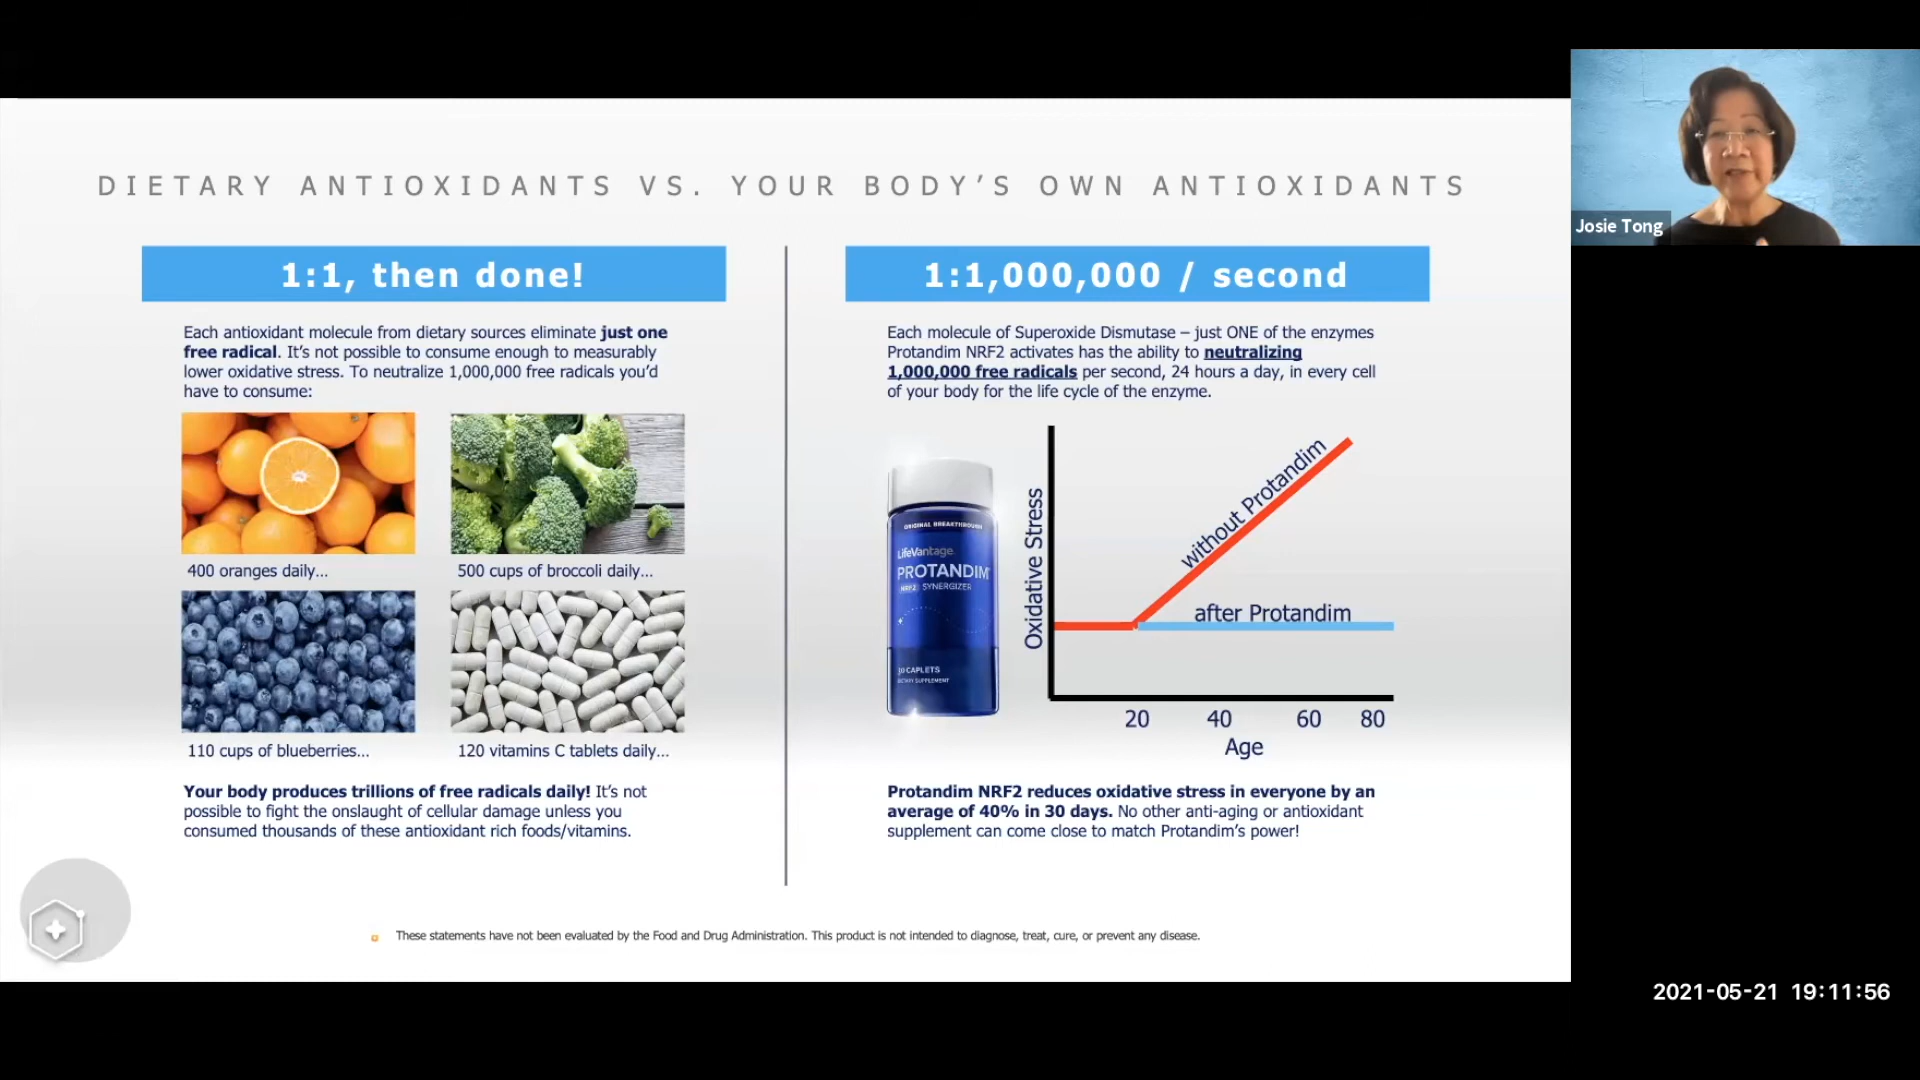 DIETARY ANTIOXIDANTS VS. YOUR BODY'S OWN ANTIOXIDANTS
1:1, then done!
Each antioxidant molecule from dietary sources eliminate just one
free radical. It's not possible to consume enough to measurably
lower oxidative stress. To neutralize 1,000,000 free radicals you'd
have to consume:
400 oranges daily...
500 cups of broccoli daily...
110 cups of blueberries...
120 vitamins C tablets daily...
Your body produces trillions of free radicals daily! It's not
possible to fight the onslaught of cellular damage unless you
consumed thousands of these antioxidant rich foods/vitamins.
1:1,000,000 / second
Each molecule of Superoxide Dismutase – just ONE of the enzymes
Protandim NRF2 activates has the ability to neutralizing
1,000,000 free radicals per second, 24 hours a day, in every cell
of your body for the life cycle of the enzyme.
ORIGINAL BREAKTHROUGH
LifeVantage
PROTANDIM
NRF2 SYNERGIZER
30 CAPLETS
DIETARY SUPPLEMENT
Oxidative Stress
without Protandim
after Protandim
20 40 60 80
Age
Protandim NRF2 reduces oxidative stress in everyone by an
average of 40% in 30 days. No other anti-aging or antioxidant
supplement can come close to match Protandim's power!
These statements have not been evaluated by the Food and Drug Administration. This product is not intended to diagnose, treat, cure, or prevent any disease.
Josie Tong
2021-05-21 19:11:56